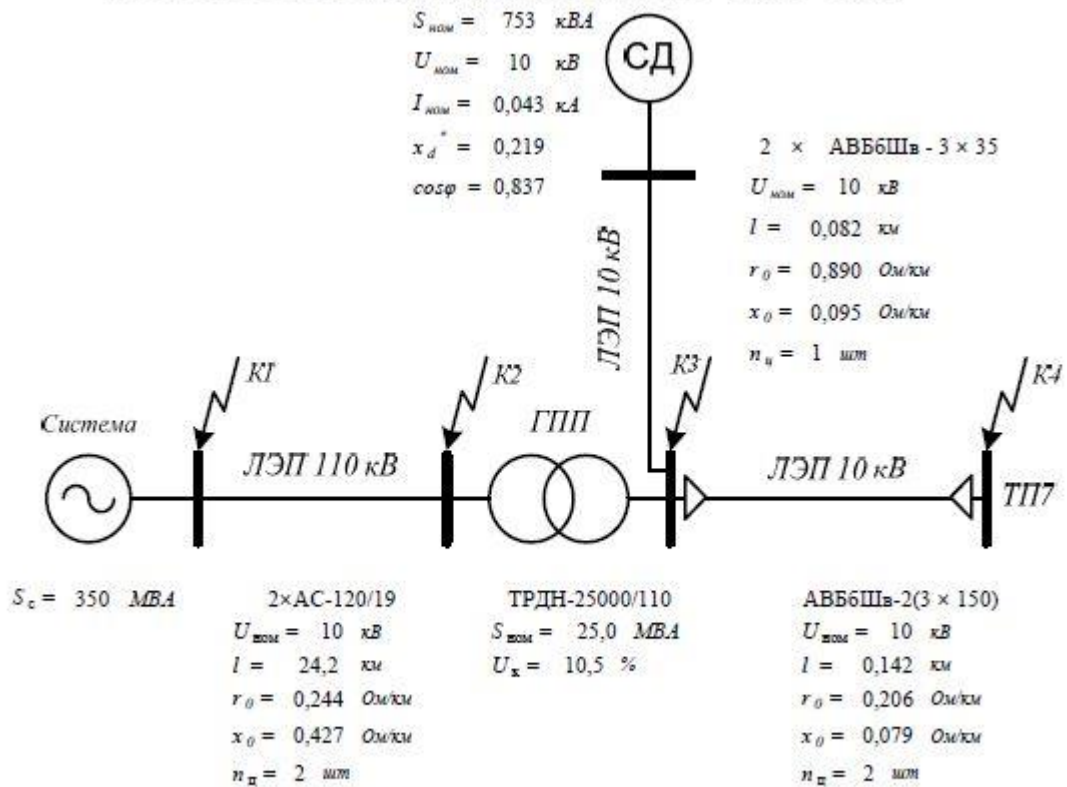 S ном = 753 кВА
U ном = 10 кВ
I ном = 0,043 кА
x d " = 0,219
cosφ = 0,837
СД
2 × АВБбШв - 3 × 35
U ном = 10 кВ
l = 0,082 км
r 0 = 0,890 Ом/км
x 0 = 0,095 Ом/км
n ц = 1 шт
ЛЭП 10 кВ
К1
К2
К3
К4
Система
ЛЭП 110 кВ
ГПП
ЛЭП 10 кВ
ТП7
S с = 350 МВА
2×АС-120/19
U ном = 10 кВ
l = 24,2 км
r 0 = 0,244 Ом/км
x 0 = 0,427 Ом/км
n ц = 2 шт
ТРДН-25000/110
S ном = 25,0 МВА
U к = 10,5 %
АВБбШв-2(3 × 150)
U ном = 10 кВ
l = 0,142 км
r 0 = 0,206 Ом/км
x 0 = 0,079 Ом/км
n ц = 2 шт